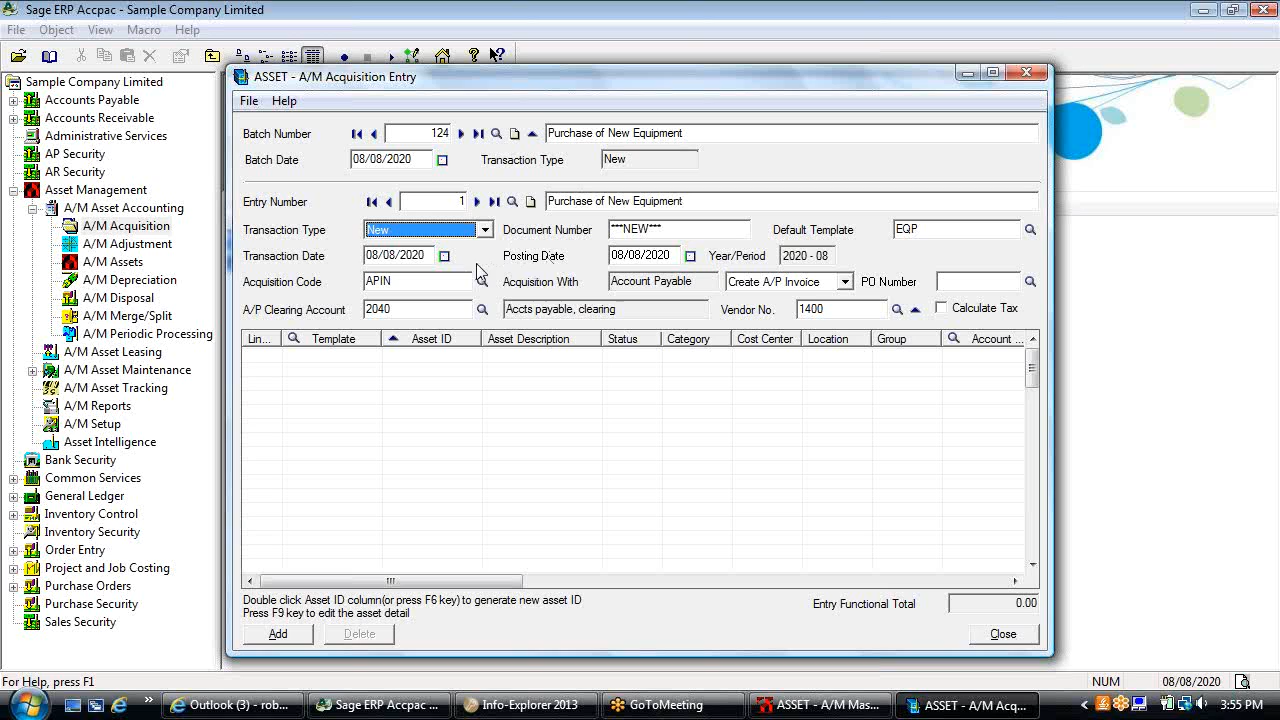 Sage ERP Accpac - Sample Company Limited
File Object View Macro Help
Sample Company Limited
Accounts Payable
Accounts Receivable
Administrative Services
AP Security
AR Security
Asset Management
A/M Asset Accounting
A/M Acquisition
A/M Adjustment
A/M Assets
A/M Depreciation
A/M Disposal
A/M Merge/Split
A/M Periodic Processing
A/M Asset Leasing
A/M Asset Maintenance
A/M Asset Tracking
A/M Reports
A/M Setup
Asset Intelligence
Bank Security
Common Services
General Ledger
Inventory Control
Inventory Security
Order Entry
Project and Job Costing
Purchase Orders
Purchase Security
Sales Security
ASSET - A/M Acquisition Entry
File Help
Batch Number 124 Purchase of New Equipment
Batch Date 08/08/2020 Transaction Type New
Entry Number 1 Purchase of New Equipment
Transaction Type New Document Number ***NEW*** Default Template EQP
Transaction Date 08/08/2020 Posting Date 08/08/2020 Year/Period 2020 - 08
Acquisition Code APIN Acquisition With Account Payable Create A/P Invoice PO Number
A/P Clearing Account 2040 Accts payable, clearing Vendor No. 1400 Calculate Tax
Lin... Template Asset ID Asset Description Status Category Cost Center Location Group Account ...
Double click Asset ID column(or press F6 key) to generate new asset ID
Press F9 key to edit the asset detail
Entry Functional Total 0.00
Add Delete Close
For Help, press F1 NUM 08/08/2020
Outlook (3) - rob... Sage ERP Accpac ... Info-Explorer 2013 GoToMeeting ASSET - A/M Mas... ASSET - A/M Acq... 3:55 PM